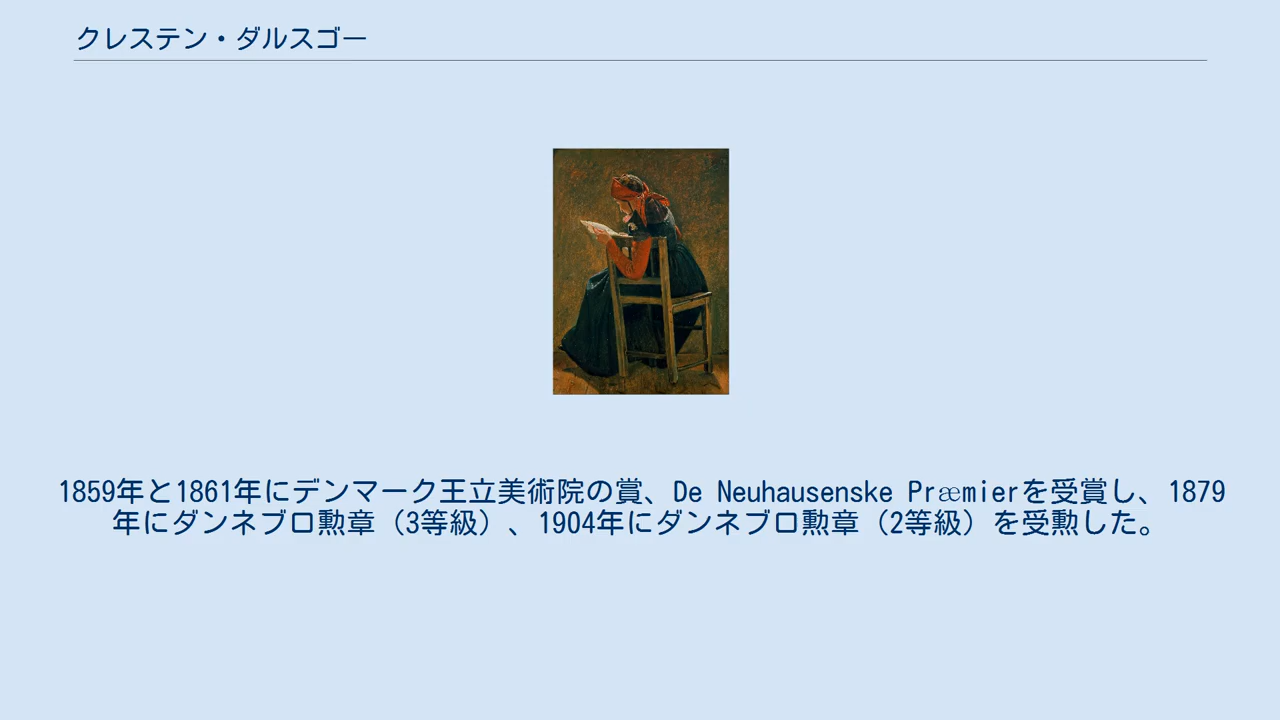 クレステン・ダルスゴー
1859年と1861年にデンマーク王立美術院の賞、De Neuhausenske Præmierを受賞し、1879
年にダンネブロ勲章（3等級）、1904年にダンネブロ勲章（2等級）を受勲した。